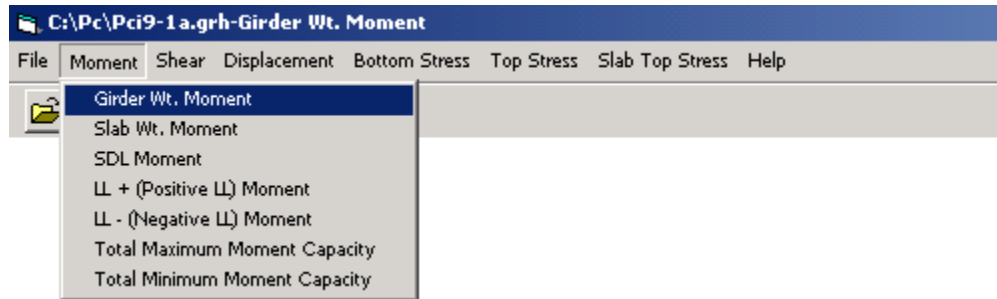 C:\Pc\Pci9-1a.grh-Girder Wt. Moment
File Moment Shear Displacement Bottom Stress Top Stress Slab Top Stress Help
Girder Wt. Moment
Slab Wt. Moment
SDL Moment
LL + (Positive LL) Moment
LL - (Negative LL) Moment
Total Maximum Moment Capacity
Total Minimum Moment Capacity